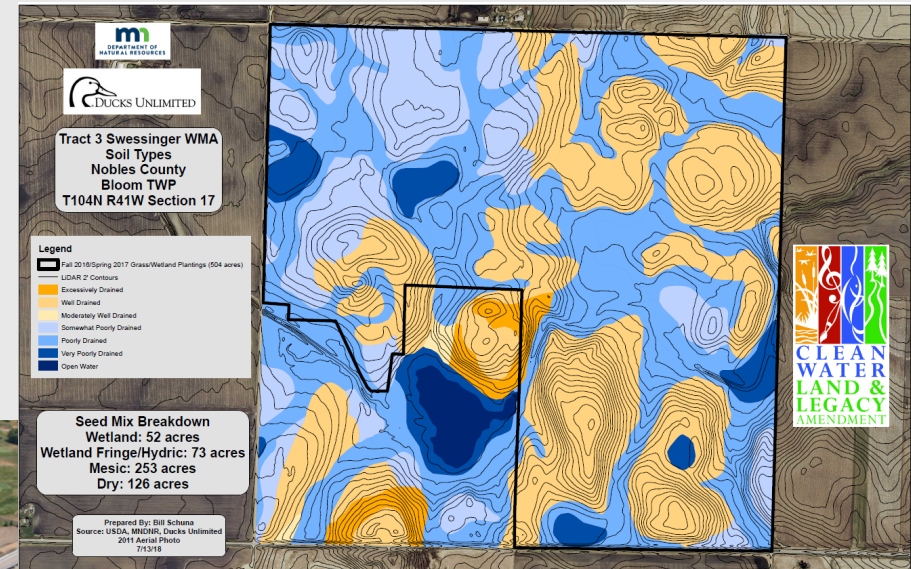 mn
DEPARTMENT OF
NATURAL RESOURCES
DUCKS UNLIMITED
Tract 3 Swessinger WMA
Soil Types
Nobles County
Bloom TWP
T104N R41W Section 17
Legend
Fall 2016/Spring 2017 Grass/Wetland Plantings (504 acres)
LiDAR 2' Contours
Excessively Drained
Well Drained
Moderately Well Drained
Somewhat Poorly Drained
Poorly Drained
Very Poorly Drained
Open Water
CLEAN
WATER
LAND &
LEGACY
AMENDMENT
Seed Mix Breakdown
Wetland: 52 acres
Wetland Fringe/Hydric: 73 acres
Mesic: 253 acres
Dry: 126 acres
Prepared By: Bill Schuna
Source: USDA, MNDNR, Ducks Unlimited
2011 Aerial Photo
7/13/18